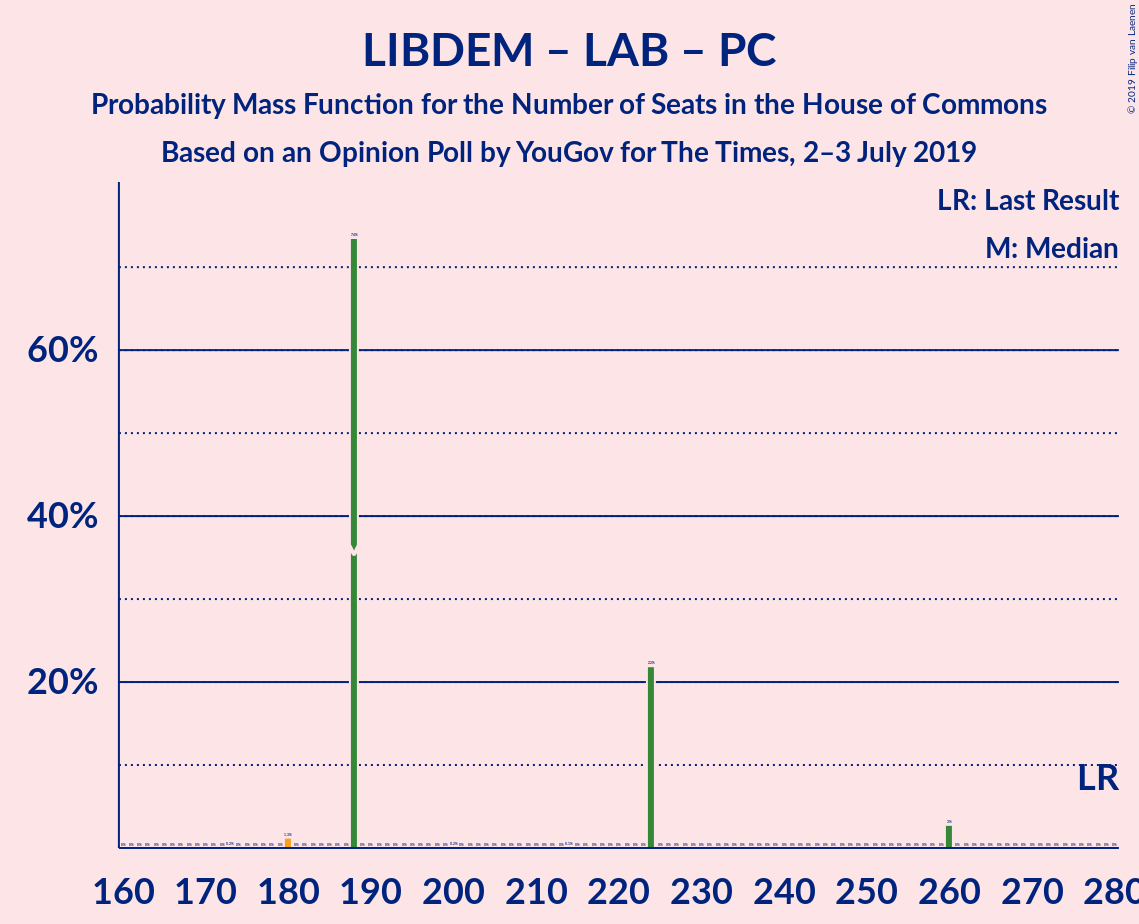 LIBDEM – LAB – PC
Probability Mass Function for the Number of Seats in the House of Commons
Based on an Opinion Poll by YouGov for The Times, 2–3 July 2019
© 2019 Filip van Laenen
LR: Last Result
M: Median
60%
40%
20%
LR
160 170 180 190 200 210 220 230 240 250 260 270 280